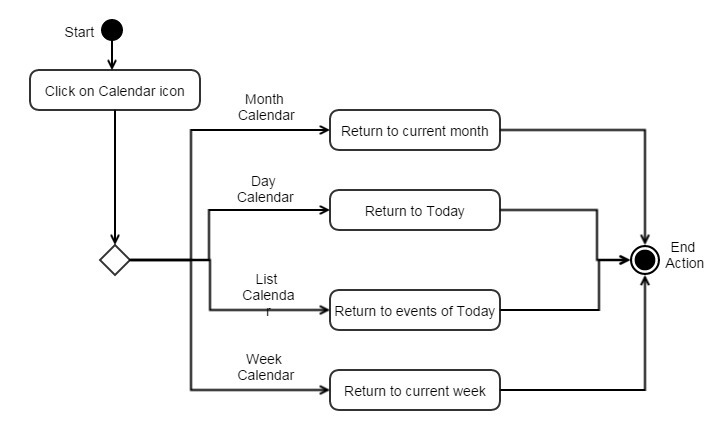 Start
Click on Calendar icon
Month
Calendar
Return to current month
Day
Calendar
Return to Today
End
Action
List
Calenda
r
Return to events of Today
Week
Calendar
Return to current week